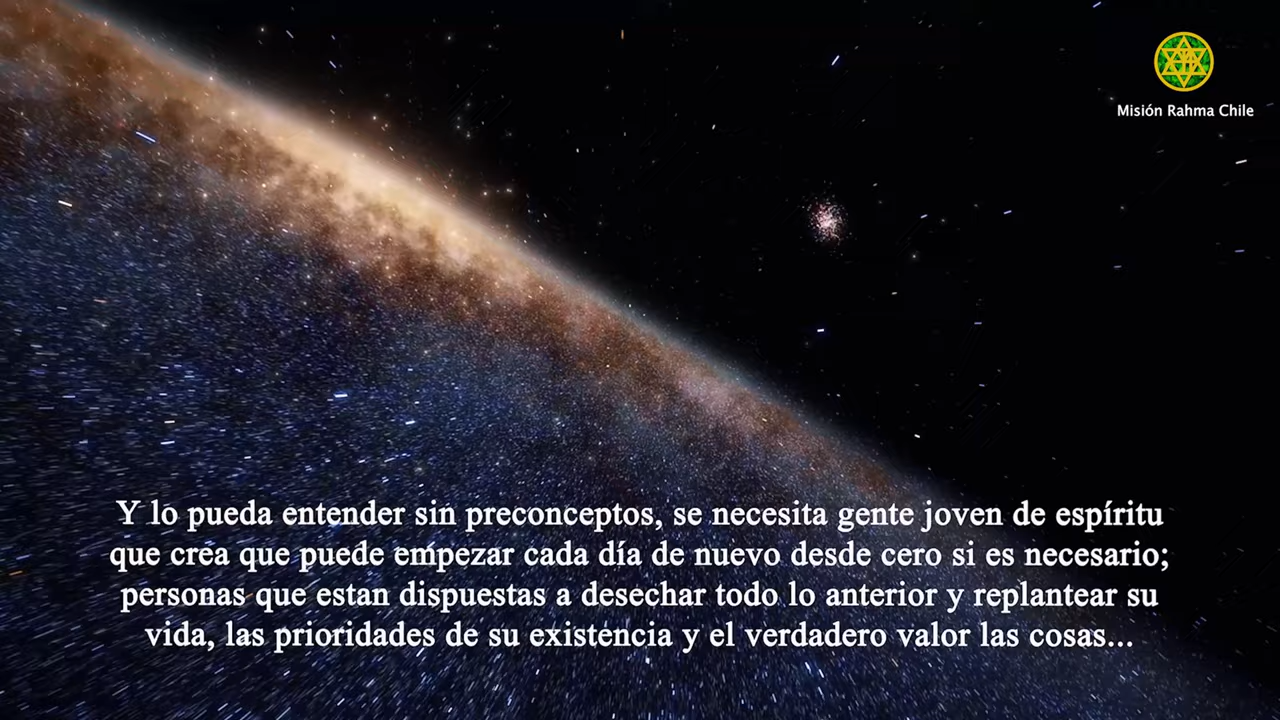 Misión Rahma Chile
Y lo pueda entender sin preconceptos, se necesita gente joven de espíritu
que crea que puede empezar cada día de nuevo desde cero si es necesario;
personas que estan dispuestas a desechar todo lo anterior y replantear su
vida, las prioridades de su existencia y el verdadero valor las cosas...